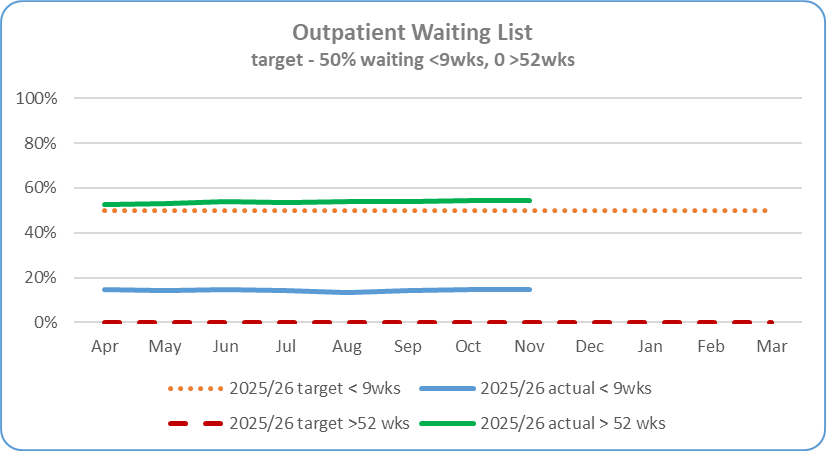 Outpatient Waiting List
target - 50% waiting <9wks, 0 >52wks
100%
80%
60%
40%
20%
0%
Apr May Jun Jul Aug Sep Oct Nov Dec Jan Feb Mar
2025/26 target < 9wks 2025/26 actual < 9wks
2025/26 target >52 wks 2025/26 actual > 52 wks